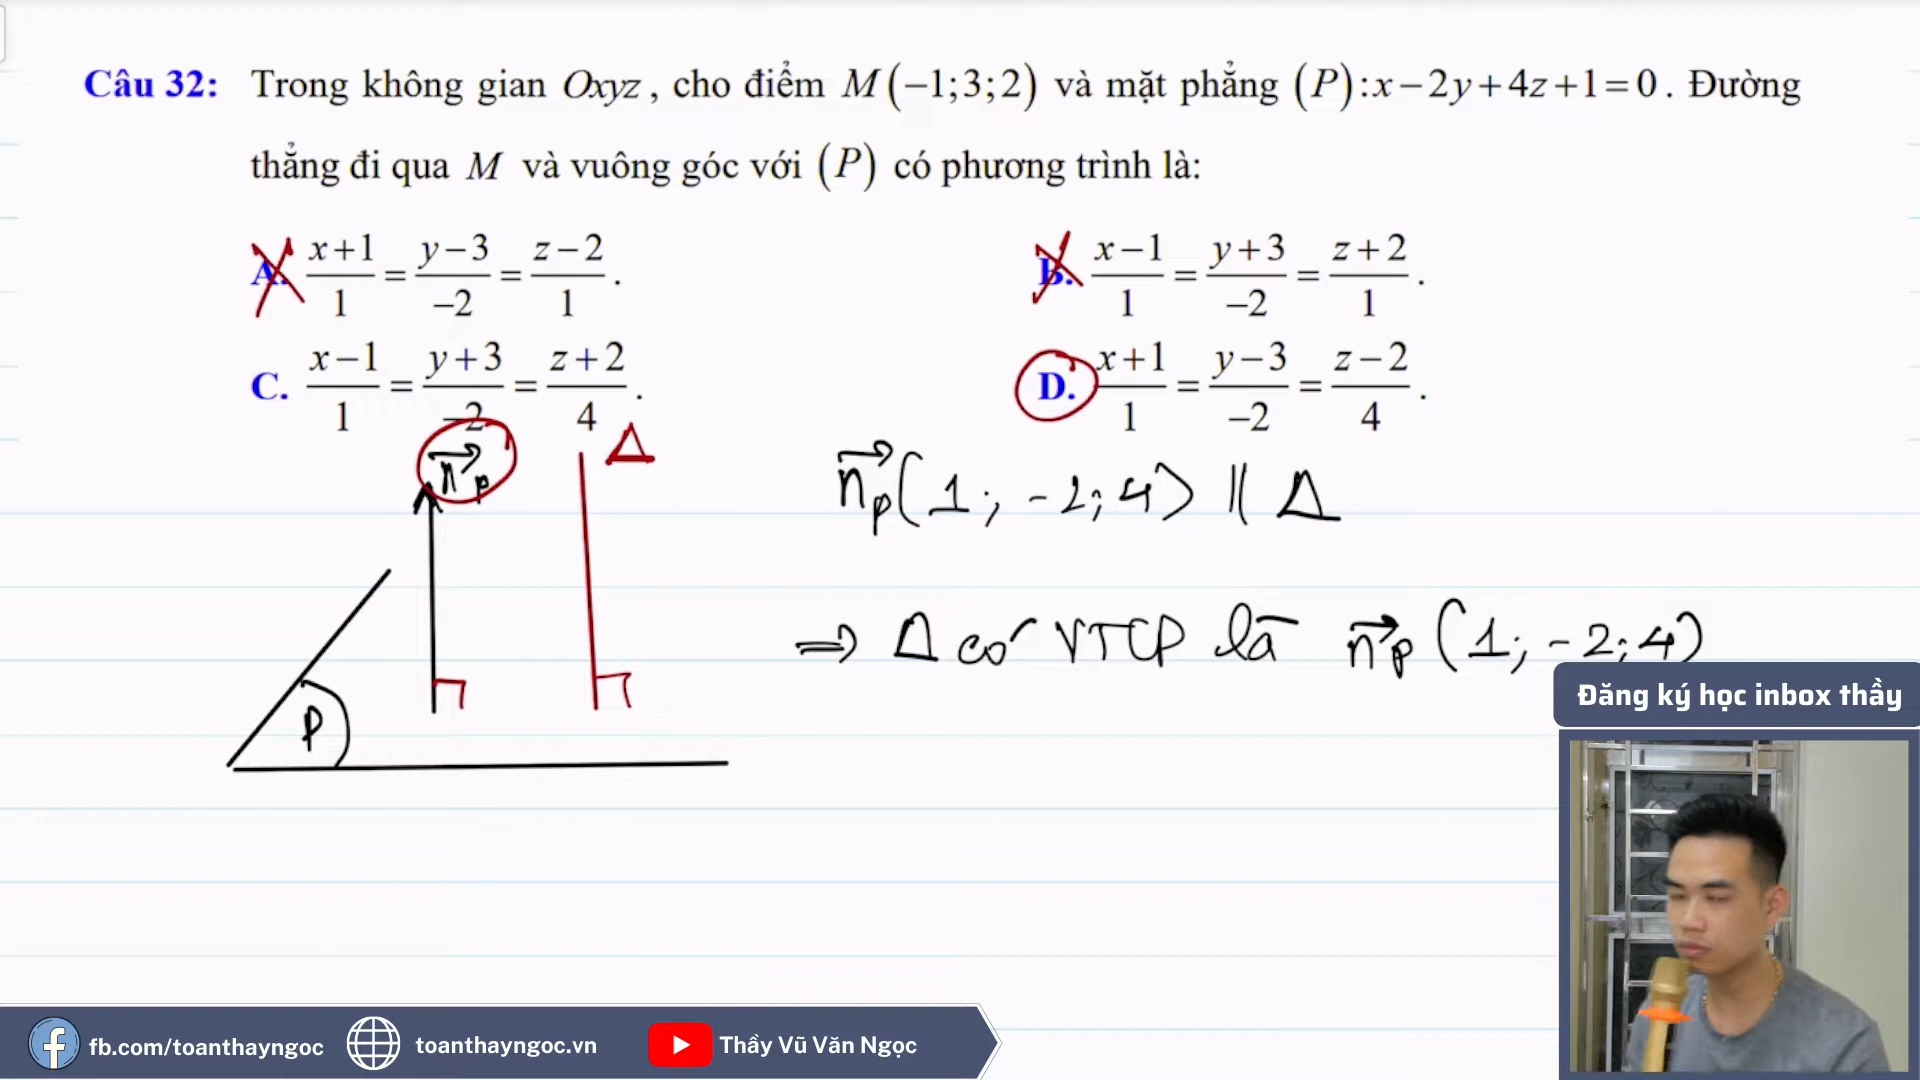 Câu 32: Trong không gian Oxyz, cho điểm M(−1;3;2) và mặt phẳng (P):x−2y+4z+1=0. Đường
thẳng đi qua M và vuông góc với (P) có phương trình là:
A. (x+1)/1 = (y−3)/−2 = (z−2)/1.
B. (x−1)/1 = (y+3)/−2 = (z+2)/1.
C. (x−1)/1 = (y+3)/−2 = (z+2)/4.
D. (x+1)/1 = (y−3)/−2 = (z−2)/4.
n⃗p
Δ
P
n⃗p(1; -2; 4) ∥ Δ
⇒ Δ có VTCP là n⃗p (1; -2; 4)
Đăng ký học inbox thầy
fb.com/toanthayngoc toanthayngoc.vn Thầy Vũ Văn Ngọc